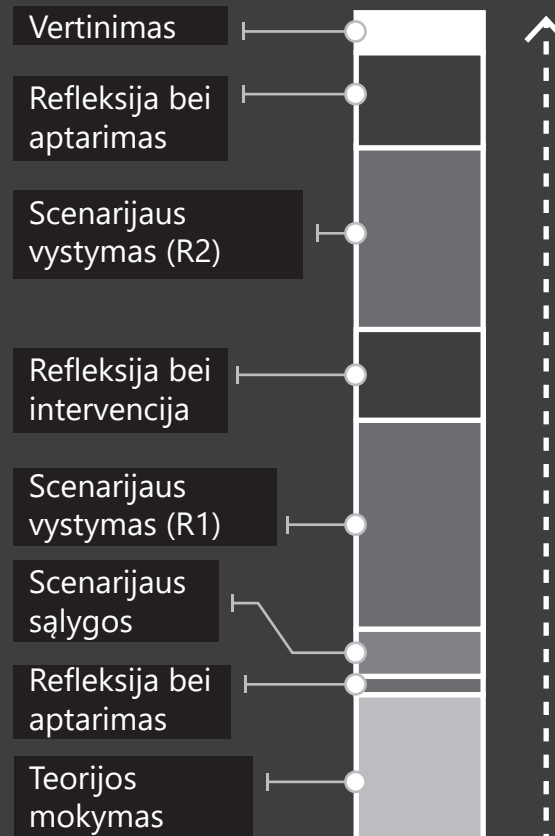 Vertinimas
Refleksija bei
aptarimas
Scenarijaus
vystymas (R2)
Refleksija bei
intervencija
Scenarijaus
vystymas (R1)
Scenarijaus
sąlygos
Refleksija bei
aptarimas
Teorijos
mokymas